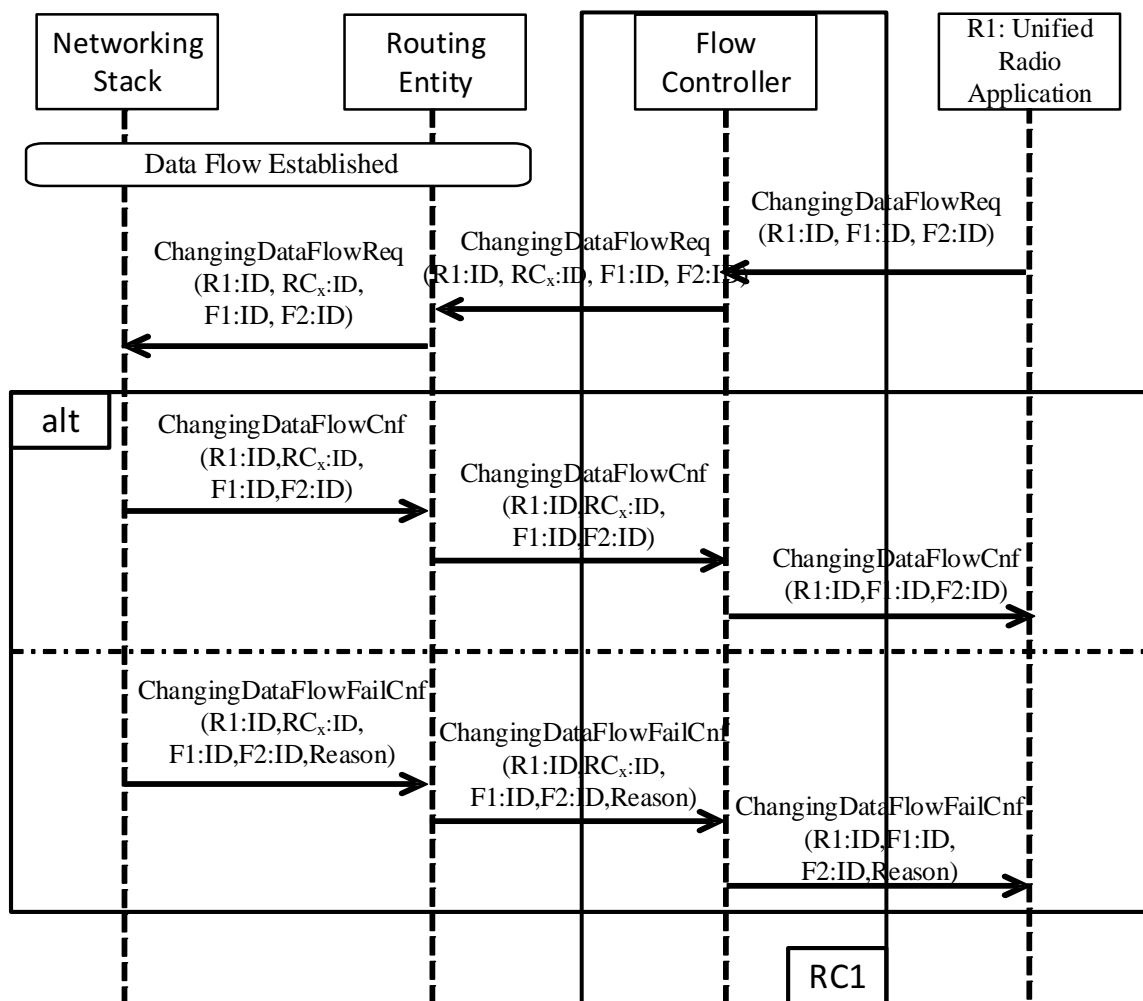 Networking
Stack
Routing
Entity
Flow
Controller
R1: Unified
Radio
Application
Data Flow Established
ChangingDataFlowReq
(R1:ID, F1:ID, F2:ID)
ChangingDataFlowReq
(R1:ID, RCx:ID, F1:ID, F2:ID)
ChangingDataFlowReq
(R1:ID, RCx:ID,
F1:ID, F2:ID)
alt
ChangingDataFlowCnf
(R1:ID,RCx:ID,
F1:ID,F2:ID)
ChangingDataFlowCnf
(R1:ID,RCx:ID,
F1:ID,F2:ID)
ChangingDataFlowCnf
(R1:ID,F1:ID,F2:ID)
ChangingDataFlowFailCnf
(R1:ID,RCx:ID,
F1:ID,F2:ID,Reason)
ChangingDataFlowFailCnf
(R1:ID,RCx:ID,
F1:ID,F2:ID,Reason)
ChangingDataFlowFailCnf
(R1:ID,F1:ID,
F2:ID,Reason)
RC1